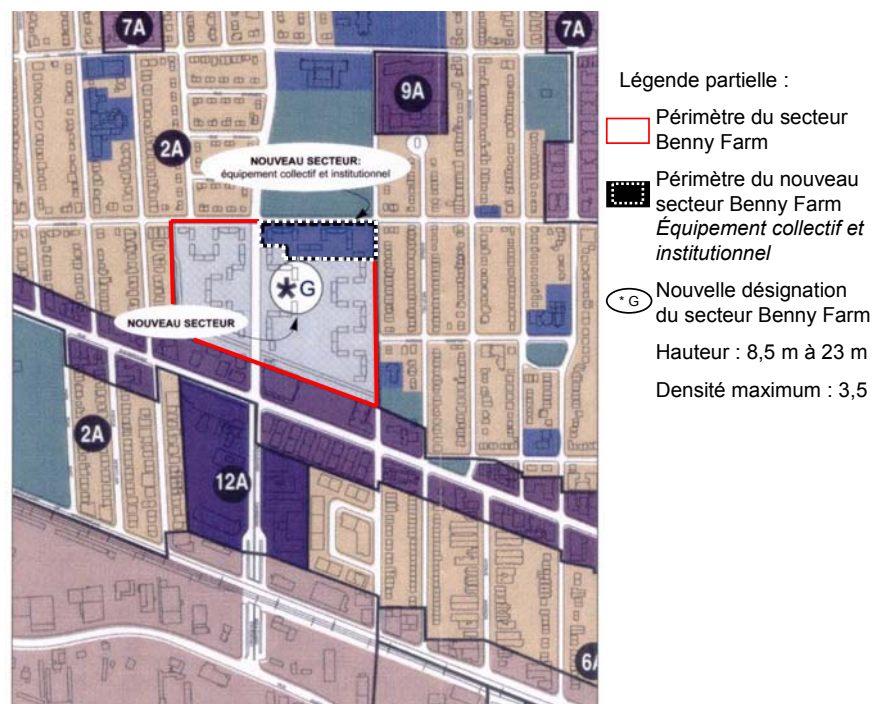 7A
7A
9A
2A
NOUVEAU SECTEUR:
équipement collectif et institutionnel
* G
NOUVEAU SECTEUR
2A
12A
6A
Légende partielle :
Périmètre du secteur
Benny Farm
Périmètre du nouveau
secteur Benny Farm
Équipement collectif et
institutionnel
* G
Nouvelle désignation
du secteur Benny Farm
Hauteur : 8,5 m à 23 m
Densité maximum : 3,5